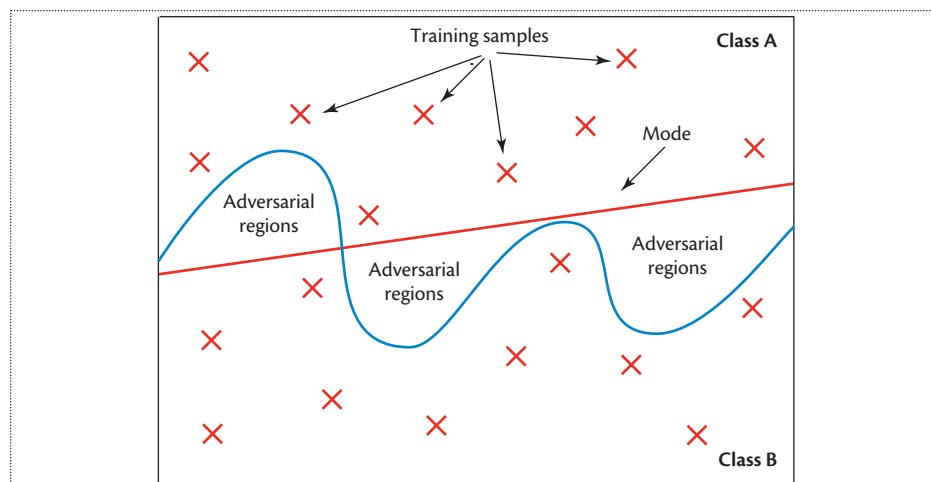 Training samples
Class A
Mode
Adversarial
regions
Adversarial
regions
Adversarial
regions
Class B